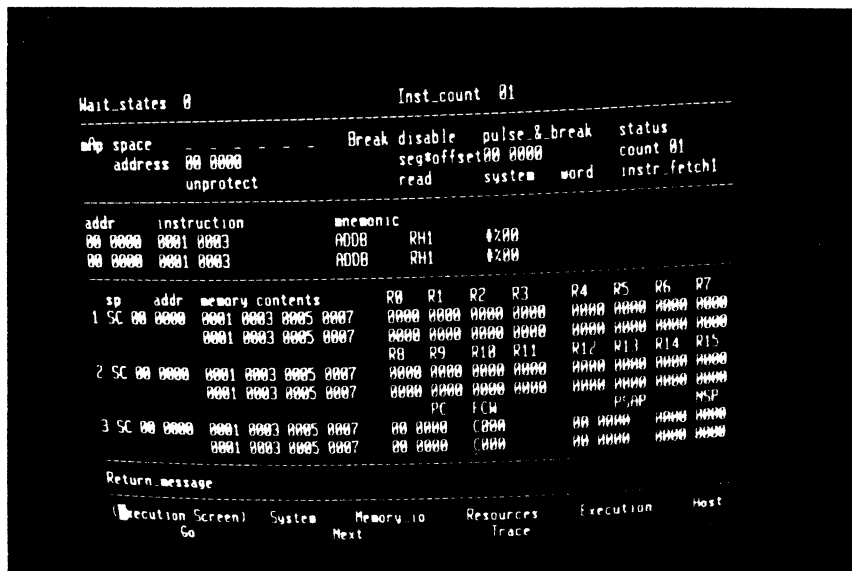 Wait_states 0 Inst_count 01
mAp space _ _ _ _ _ _ Break disable pulse_&_break status
address 00 0000 seg*offset00 0000 count 01
unprotect read system word instr_fetch1
addr instruction mnemonic
00 0000 0001 0003 ADDB RH1 #%00
00 0000 0001 0003 ADDB RH1 #%00
sp addr memory contents R0 R1 R2 R3 R4 R5 R6 R7
1 SC 00 0000 0001 0003 0005 0007 0000 0000 0000 0000 0000 0000 0000 0000
0001 0003 0005 0007 0000 0000 0000 0000 0000 0000 0000 0000
R8 R9 R10 R11 R12 R13 R14 R15
2 SC 00 0000 0001 0003 0005 0007 0000 0000 0000 0000 0000 0000 0000 0000
0001 0003 0005 0007 0000 0000 0000 0000 0000 0000 0000 0000
PC FCW PSAP NSP
3 SC 00 0000 0001 0003 0005 0007 00 0000 C000 00 0000 0000 0000
0001 0003 0005 0007 00 0000 C000 00 0000 0000 0000
Return_message
(Execution Screen) System Memory_io Resources Execution Host
Go Next Trace